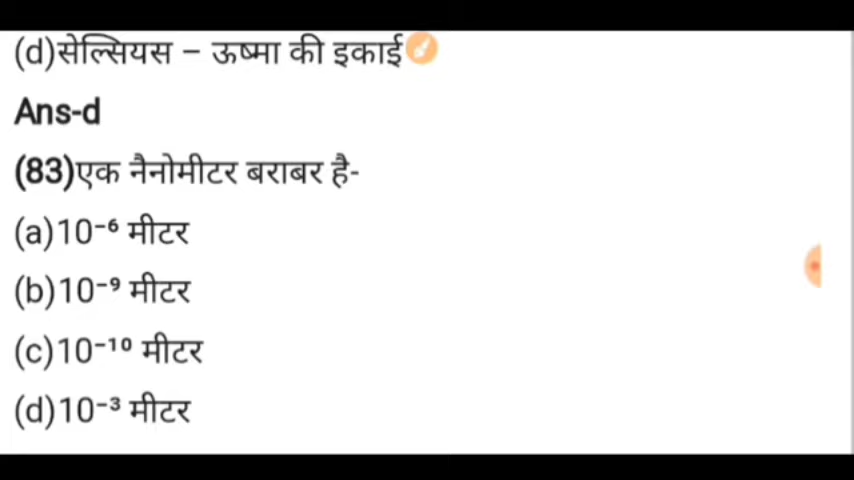 (d)सेल्सियस – ऊष्मा की इकाई
Ans-d
(83)एक नैनोमीटर बराबर है-
(a)10⁻⁶ मीटर
(b)10⁻⁹ मीटर
(c)10⁻¹⁰ मीटर
(d)10⁻³ मीटर